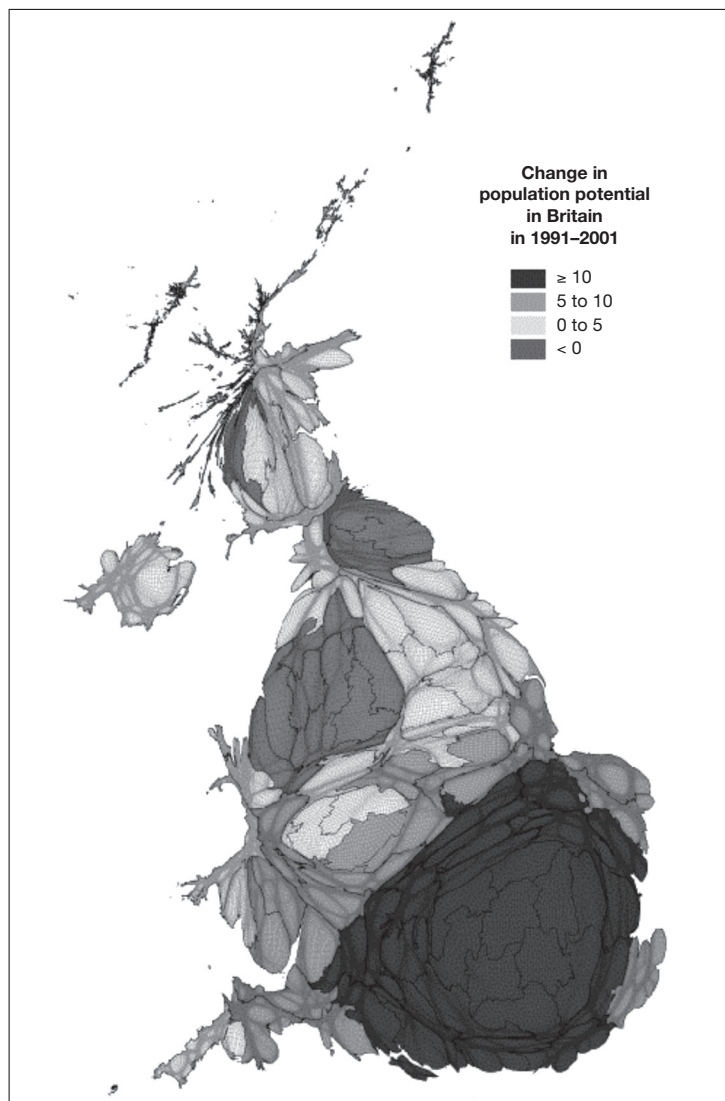 Change in
population potential
in Britain
in 1991–2001
≥ 10
5 to 10
0 to 5
< 0